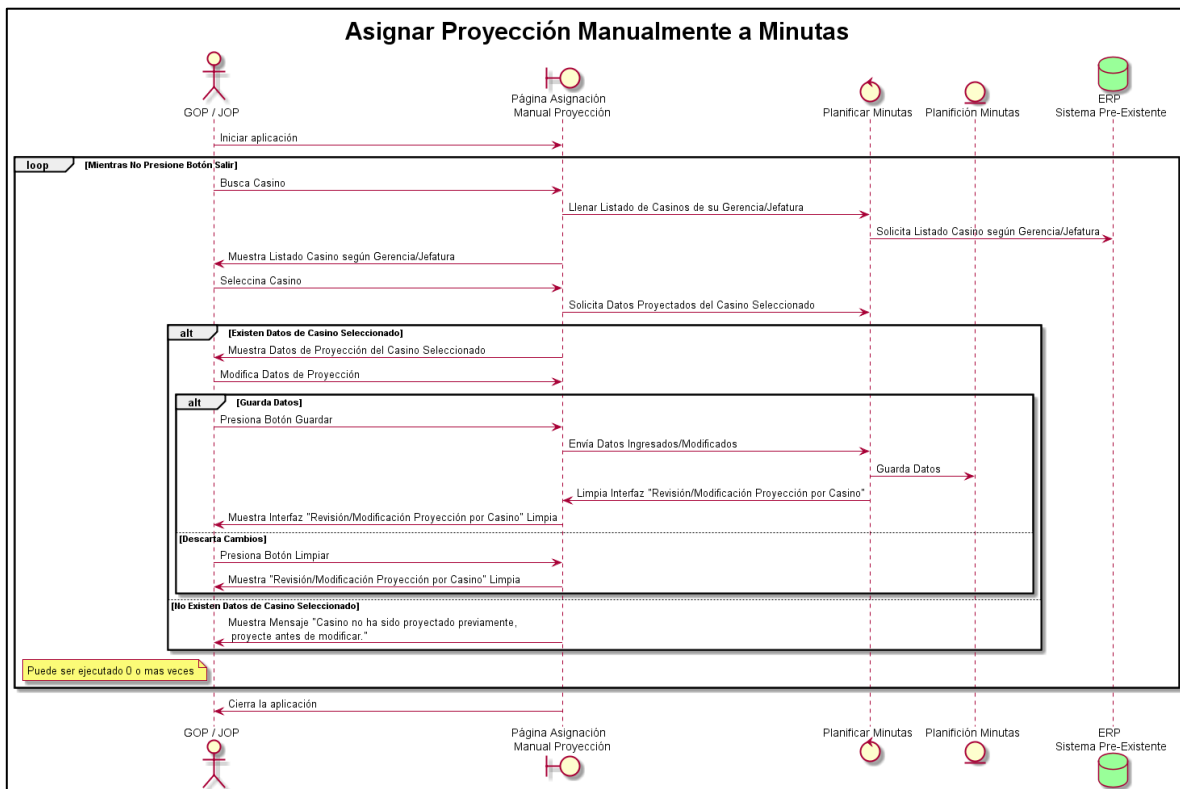 Asignar Proyección Manualmente a Minutas
GOP / JOP
Página Asignación
Manual Proyección
Planificar Minutas
Planifición Minutas
ERP
Sistema Pre-Existente
Iniciar aplicación
loop
[Mientras No Presione Botón Salir]
Busca Casino
Llenar Listado de Casinos de su Gerencia/Jefatura
Solicita Listado Casino según Gerencia/Jefatura
Muestra Listado Casino según Gerencia/Jefatura
Seleccina Casino
Solicita Datos Proyectados del Casino Seleccionado
alt
[Existen Datos de Casino Seleccionado]
Muestra Datos de Proyección del Casino Seleccionado
Modifica Datos de Proyección
alt
[Guarda Datos]
Presiona Botón Guardar
Envía Datos Ingresados/Modificados
Guarda Datos
Limpia Interfaz "Revisión/Modificación Proyección por Casino"
Muestra Interfaz "Revisión/Modificación Proyección por Casino" Limpia
[Descarta Cambios]
Presiona Botón Limpiar
Muestra "Revisión/Modificación Proyección por Casino" Limpia
[No Existen Datos de Casino Seleccionado]
Muestra Mensaje "Casino no ha sido proyectado previamente,
proyecte antes de modificar."
Puede ser ejecutado 0 o mas veces
Cierra la aplicación
GOP / JOP
Página Asignación
Manual Proyección
Planificar Minutas
Planifición Minutas
ERP
Sistema Pre-Existente